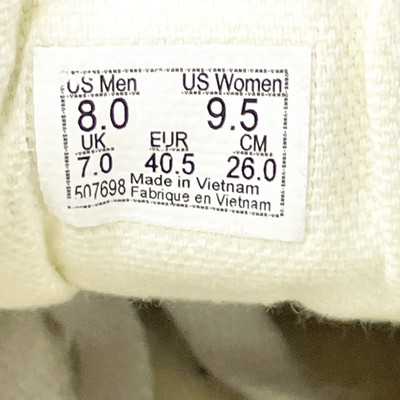 US Men US Women
8.0 9.5
UK EUR CM
7.0 40.5 26.0
507698 Made in Vietnam
Fabrique en Vietnam